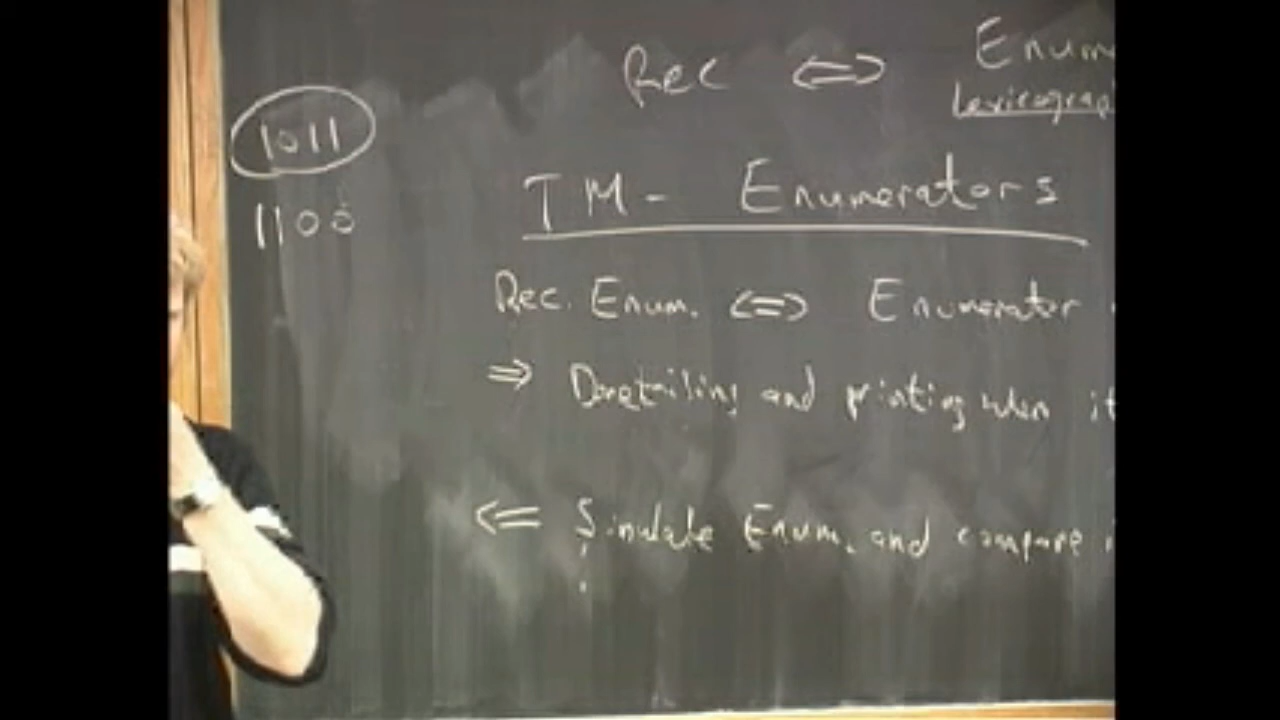 Rec <=> Enum
Lexicograp
1011
1100
TM - Enumerators
Rec. Enum. <=> Enumerator
=> Dovetailing and printing when it
<= Simulate Enum. and compare i